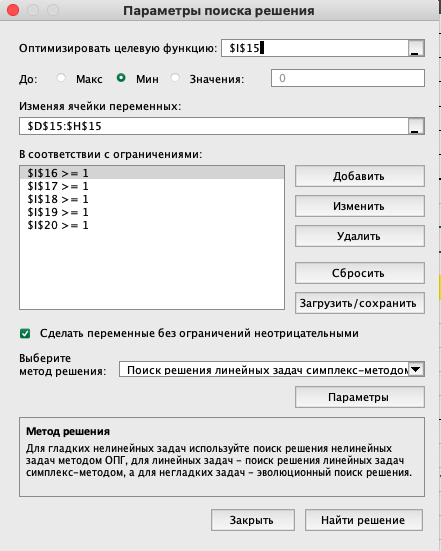 Параметры поиска решения
Оптимизировать целевую функцию: $I$15
До: Макс Мин Значения: 0
Изменяя ячейки переменных:
$D$15:$H$15
В соответствии с ограничениями:
$I$16 >= 1
$I$17 >= 1
$I$18 >= 1
$I$19 >= 1
$I$20 >= 1
Добавить
Изменить
Удалить
Сбросить
Загрузить/сохранить
Сделать переменные без ограничений неотрицательными
Выберите
метод решения: Поиск решения линейных задач симплекс-методом
Параметры
Метод решения
Для гладких нелинейных задач используйте поиск решения нелинейных
задач методом ОПГ, для линейных задач - поиск решения линейных задач
симплекс-методом, а для негладких задач - эволюционный поиск решения.
Закрыть
Найти решение